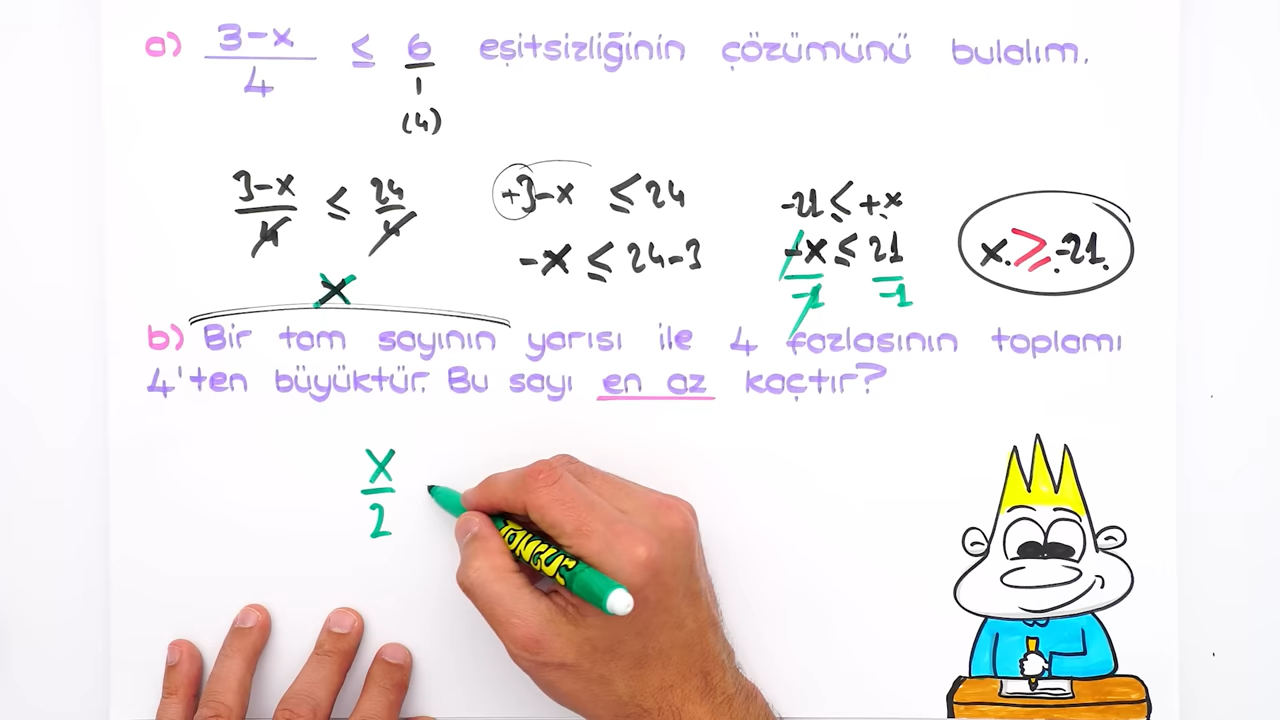 a) 3-x/4 ≤ 6/1 eşitsizliğinin çözümünü bulalım.
(4)
3-x/4 ≤ 24/4
+3-x ≤ 24
-x ≤ 24-3
-21 ≤ +x
-x/-1 ≤ 21/-1
x ≥ -21
x
b) Bir tam sayının yarısı ile 4 fazlasının toplamı
4'ten büyüktür. Bu sayı en az kaçtır?
x/2
TONGUÇ